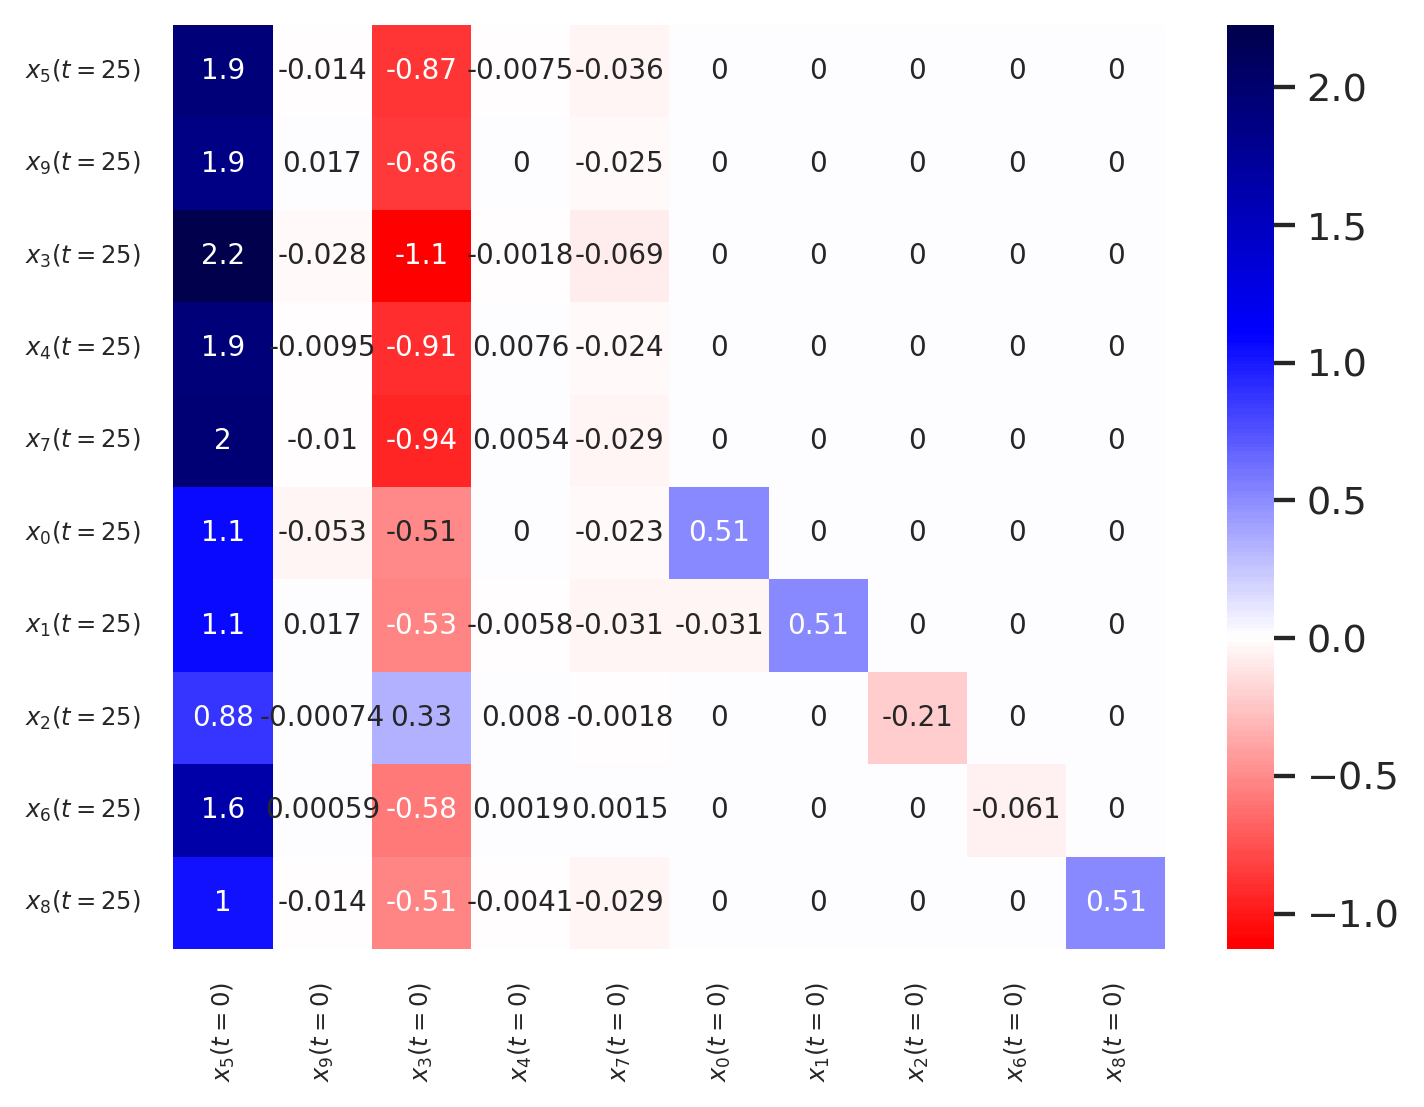 x₅(t = 25) 1.9 -0.014 -0.87 -0.0075 -0.036 0 0 0 0 0
x₉(t = 25) 1.9 0.017 -0.86 0 -0.025 0 0 0 0 0
x₃(t = 25) 2.2 -0.028 -1.1 -0.0018 -0.069 0 0 0 0 0
x₄(t = 25) 1.9 -0.0095 -0.91 0.0076 -0.024 0 0 0 0 0
x₇(t = 25) 2 -0.01 -0.94 0.0054 -0.029 0 0 0 0 0
x₀(t = 25) 1.1 -0.053 -0.51 0 -0.023 0.51 0 0 0 0
x₁(t = 25) 1.1 0.017 -0.53 -0.0058 -0.031 -0.031 0.51 0 0 0
x₂(t = 25) 0.88 -0.00074 0.33 0.008 -0.0018 0 0 -0.21 0 0
x₆(t = 25) 1.6 0.00059 -0.58 0.0019 0.0015 0 0 0 -0.061 0
x₈(t = 25) 1 -0.014 -0.51 -0.0041 -0.029 0 0 0 0 0.51
x₅(t = 0)
x₉(t = 0)
x₃(t = 0)
x₄(t = 0)
x₇(t = 0)
x₀(t = 0)
x₁(t = 0)
x₂(t = 0)
x₆(t = 0)
x₈(t = 0)
2.0
1.5
1.0
0.5
0.0
−0.5
−1.0